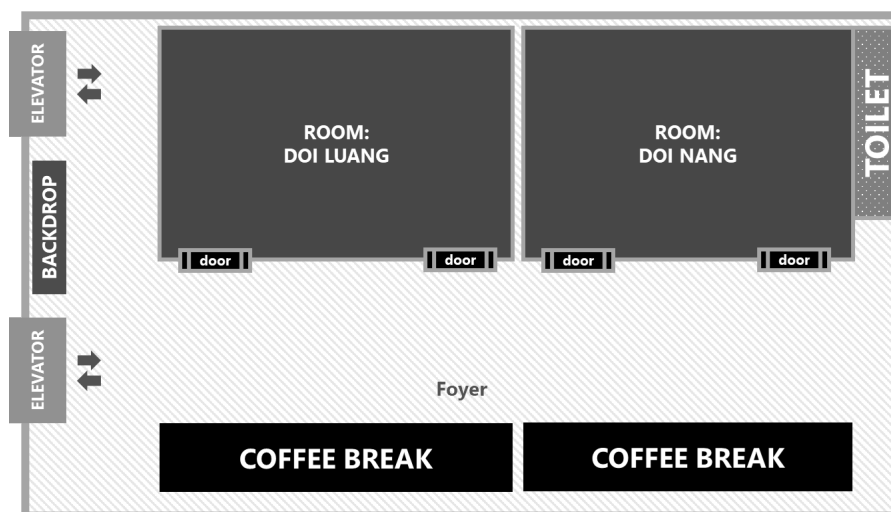 ELEVATOR
ROOM:
DOI LUANG
ROOM:
DOI NANG
TOILET
BACKDROP
door
door
door
door
ELEVATOR
Foyer
COFFEE BREAK
COFFEE BREAK